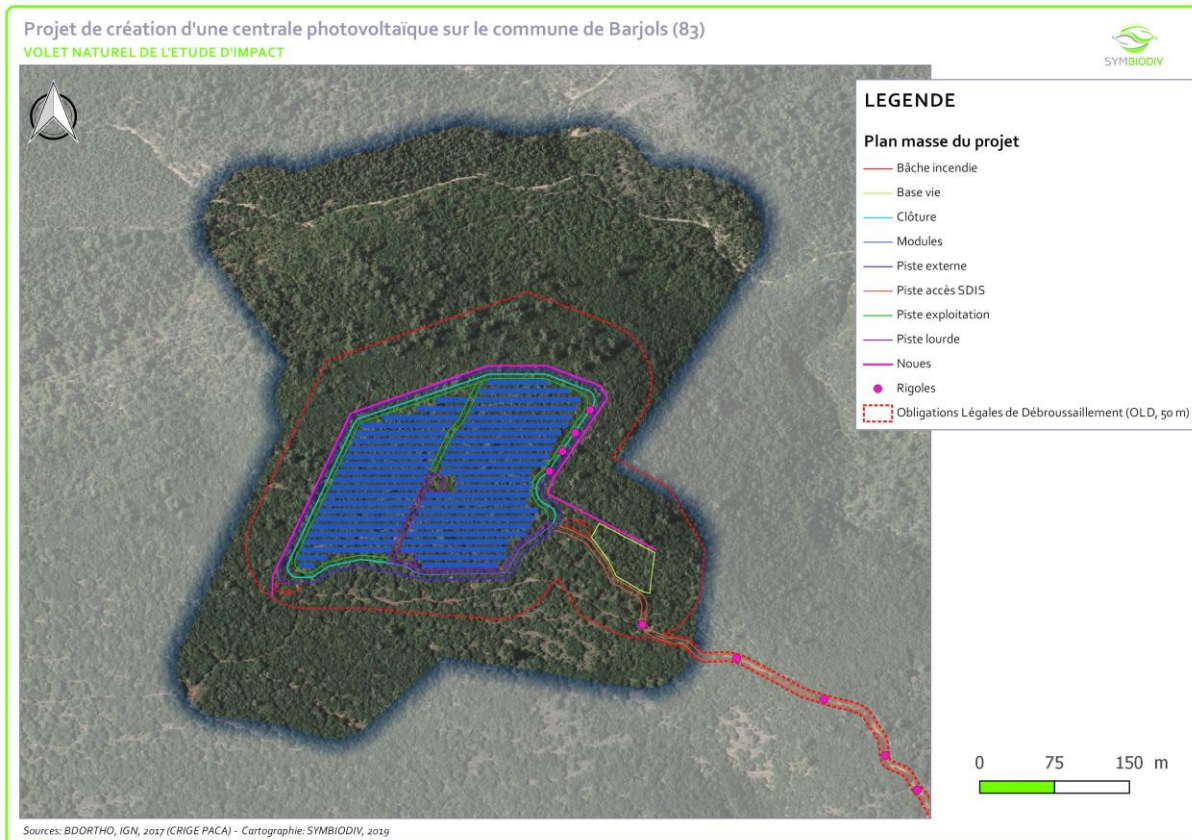 Projet de création d'une centrale photovoltaïque sur le commune de Barjols (83)
VOLET NATUREL DE L'ETUDE D'IMPACT
SYMBIODIV
LEGENDE
Plan masse du projet
Bâche incendie
Base vie
Clôture
Modules
Piste externe
Piste accès SDIS
Piste exploitation
Piste lourde
Noues
Rigoles
Obligations Légales de Débroussaillement (OLD, 50 m)
0 75 150 m
Sources: BDORTHO, IGN, 2017 (CRIGE PACA) - Cartographie: SYMBIODIV, 2019